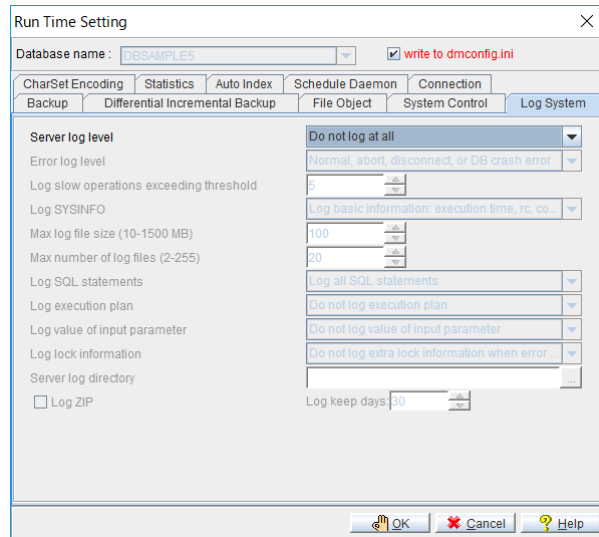 Run Time Setting
Database name : DBSAMPLE5 write to dmconfig.ini
CharSet Encoding Statistics Auto Index Schedule Daemon Connection
Backup Differential Incremental Backup File Object System Control Log System
Server log level Do not log at all
Error log level Normal, abort, disconnect, or DB crash error
Log slow operations exceeding threshold 5
Log SYSINFO Log basic information: execution time, rc, co...
Max log file size (10-1500 MB) 100
Max number of log files (2-255) 20
Log SQL statements Log all SQL statements
Log execution plan Do not log execution plan
Log value of input parameter Do not log value of input parameter
Log lock information Do not log extra lock information when error ...
Server log directory ...
Log ZIP Log keep days: 30
OK Cancel Help